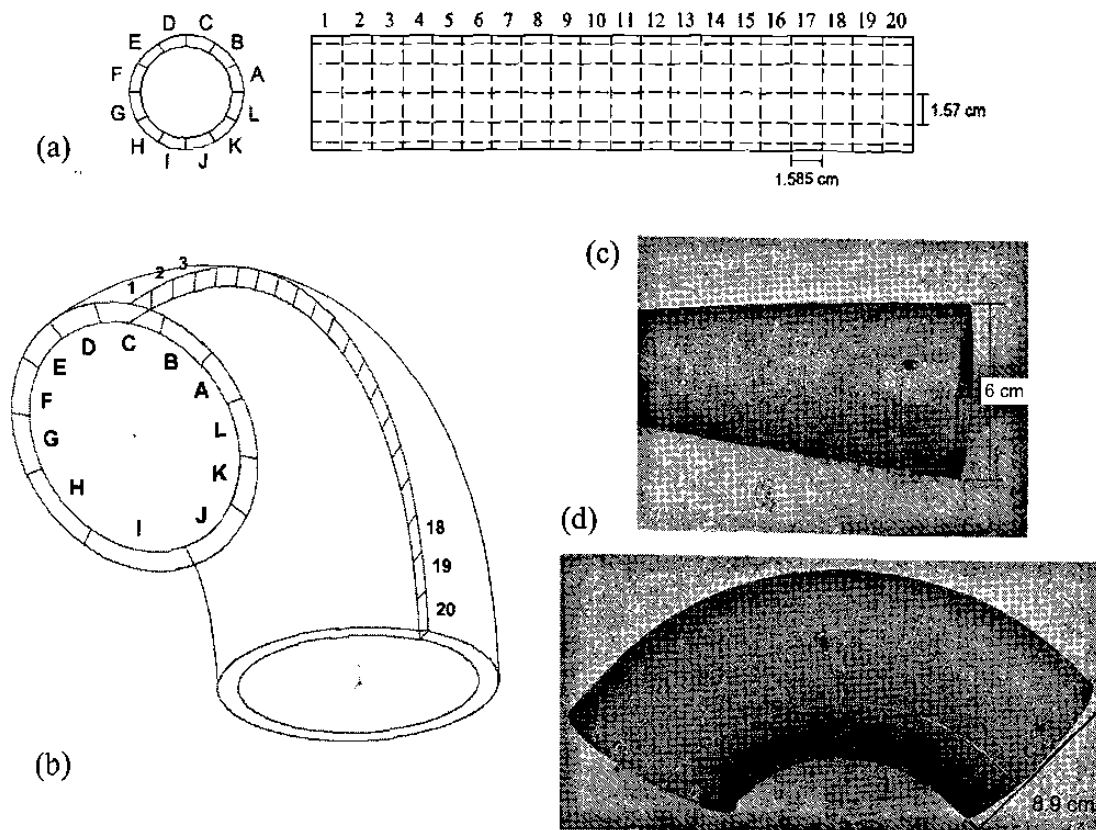 D C
E B
F A
G L
H K
I J
(a)
1 2 3 4 5 6 7 8 9 10 11 12 13 14 15 16 17 18 19 20
1.57 cm
1.585 cm
(b)
1 2 3
D C B
E A
F L
G K
H J
I
18
19
20
(c)
6 cm
(d)
8.9 cm